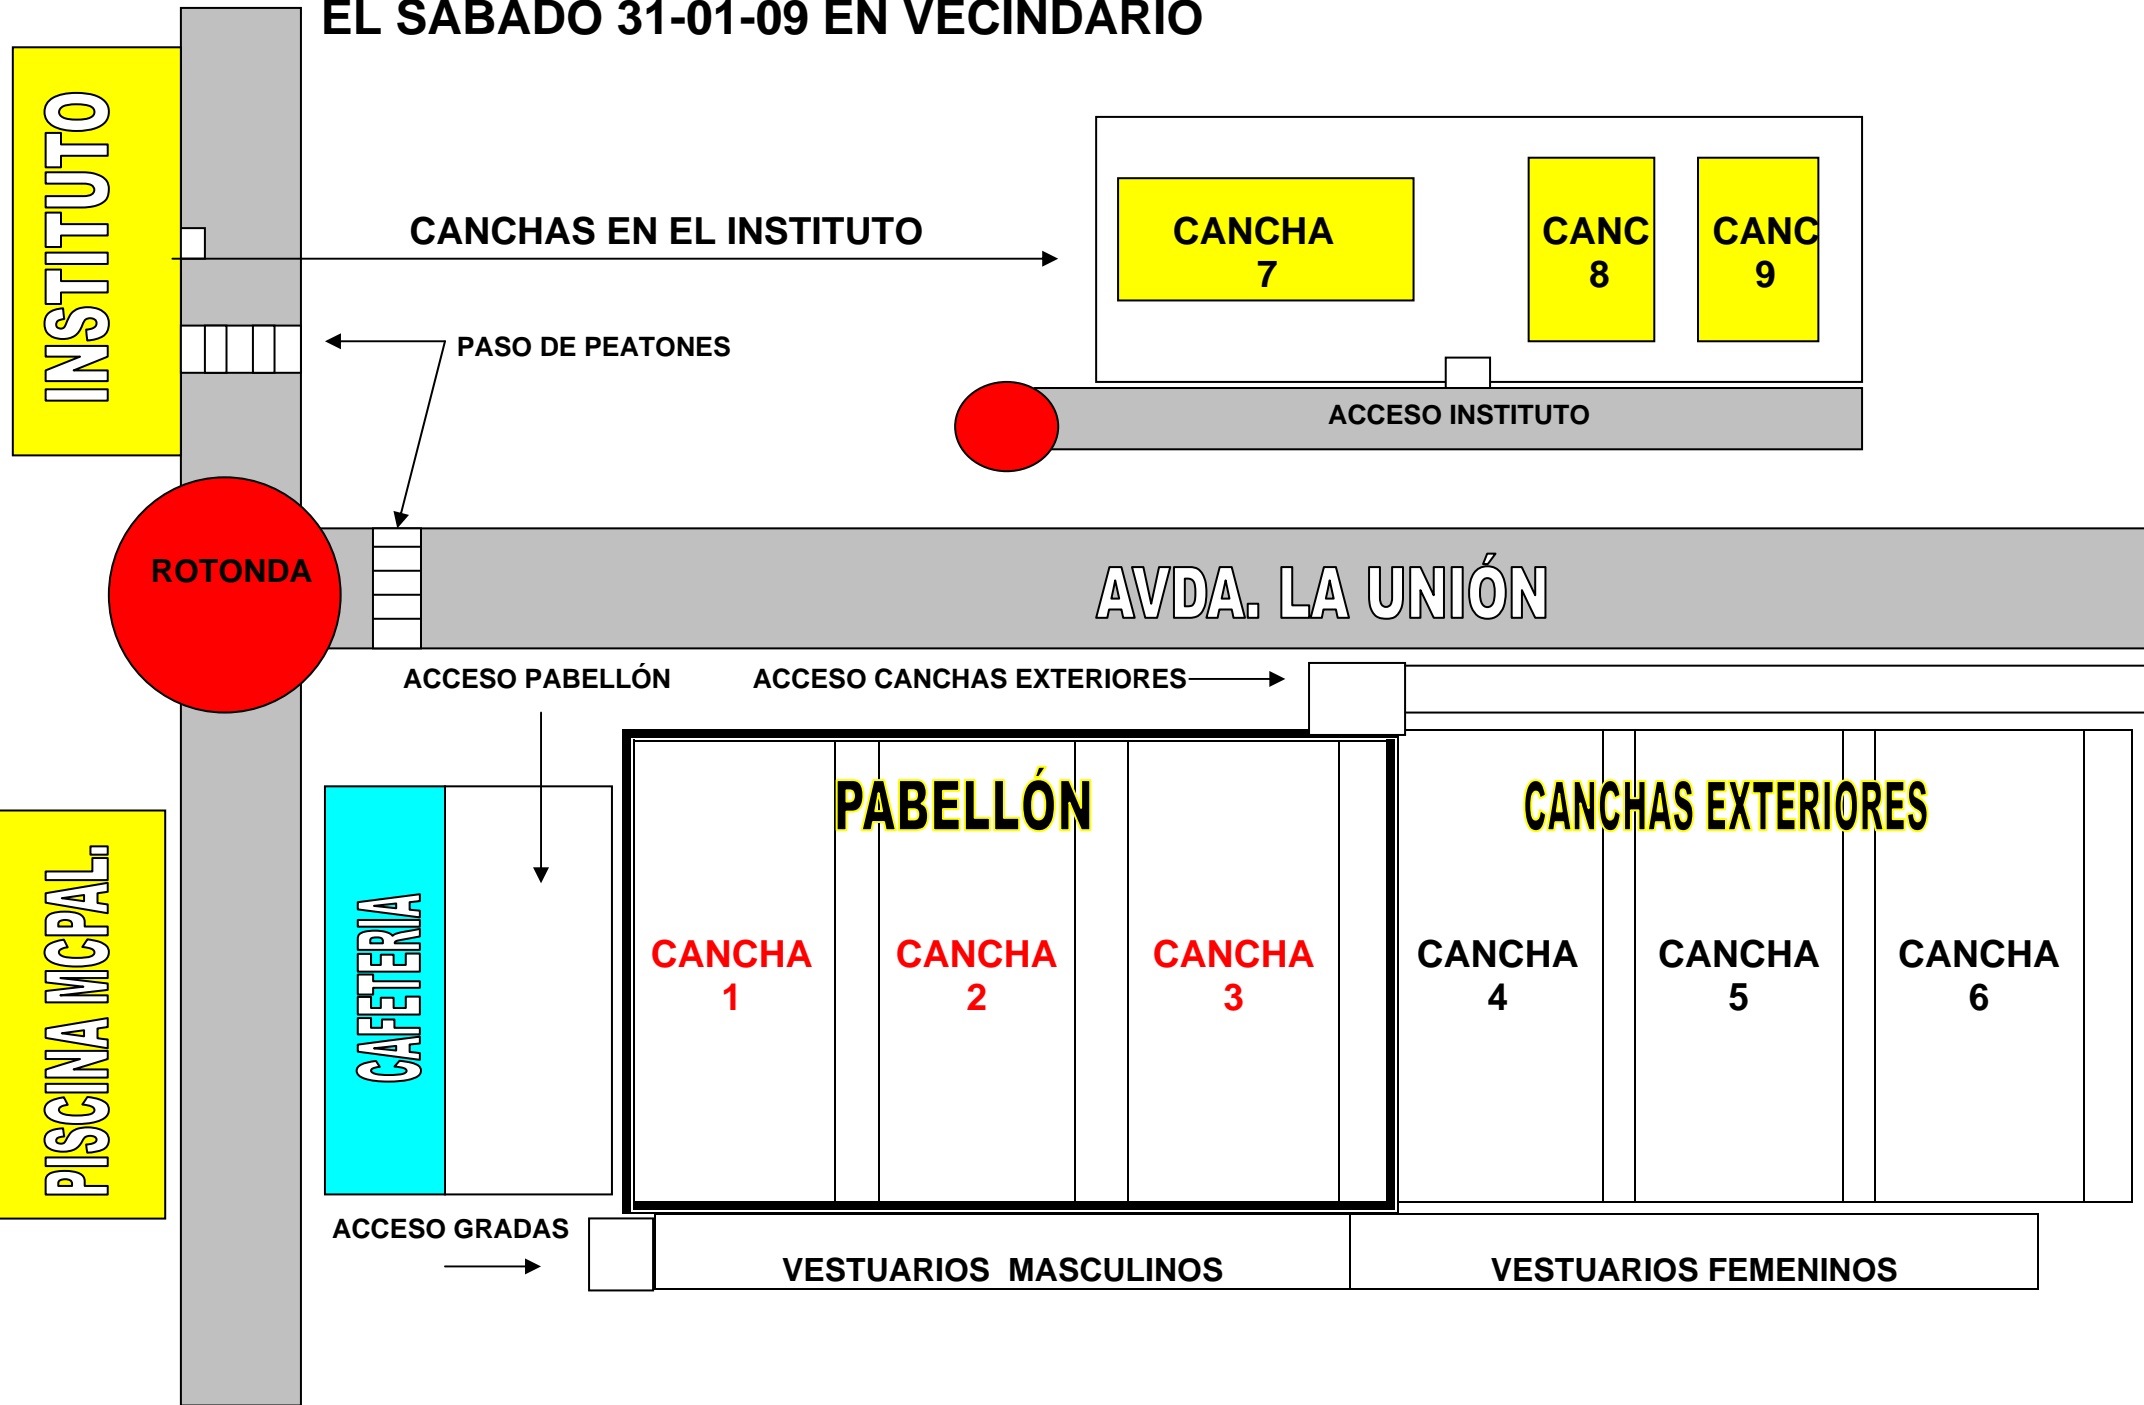 EL SABADO 31-01-09 EN VECINDARIO
INSTITUTO
CANCHAS EN EL INSTITUTO
CANCHA
7
CANC
8
CANC
9
PASO DE PEATONES
ACCESO INSTITUTO
ROTONDA
AVDA. LA UNIÓN
ACCESO PABELLÓN
ACCESO CANCHAS EXTERIORES
PABELLÓN
CANCHAS EXTERIORES
PISCINA MCPAL.
CAFETERIA
CANCHA
1
CANCHA
2
CANCHA
3
CANCHA
4
CANCHA
5
CANCHA
6
ACCESO GRADAS
VESTUARIOS MASCULINOS
VESTUARIOS FEMENINOS